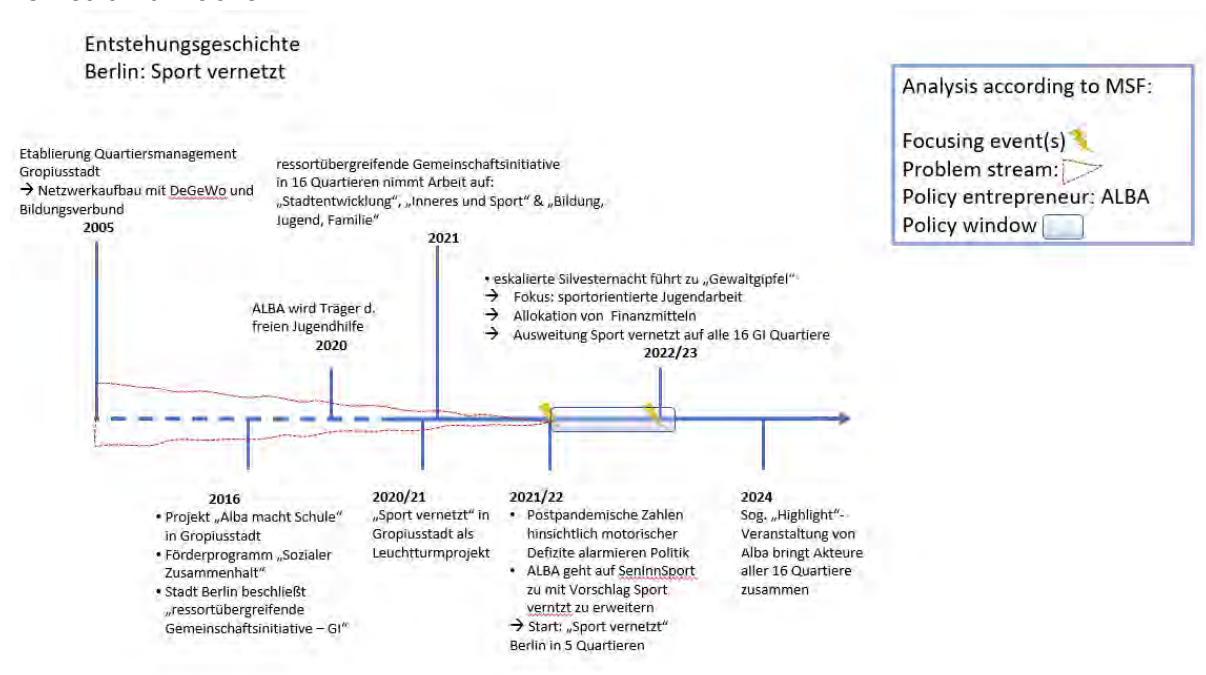 Entstehungsgeschichte
Berlin: Sport vernetzt
Analysis according to MSF:
Focusing event(s)
Problem stream:
Policy entrepreneur: ALBA
Policy window
Etablierung Quartiersmanagement
Gropiusstadt
→ Netzwerkaufbau mit DeGeWo und
Bildungsverbund
2005
ressortübergreifende Gemeinschaftsinitiative
in 16 Quartieren nimmt Arbeit auf:
„Stadtentwicklung“, „Inneres und Sport“ & „Bildung,
Jugend, Familie“
2021
ALBA wird Träger d.
freien Jugendhilfe
2020
• eskalierte Silvesternacht führt zu „Gewaltgipfel“
→ Fokus: sportorientierte Jugendarbeit
→ Allokation von Finanzmitteln
→ Ausweitung Sport vernetzt auf alle 16 GI Quartiere
2022/23
2016
• Projekt „Alba macht Schule“
in Gropiusstadt
• Förderprogramm „Sozialer
Zusammenhalt“
• Stadt Berlin beschließt
„ressortübergreifende
Gemeinschaftsinitiative – GI“
2020/21
„Sport vernetzt“ in
Gropiusstadt als
Leuchtturmprojekt
2021/22
• Postpandemische Zahlen
hinsichtlich motorischer
Defizite alarmieren Politik
• ALBA geht auf SenInnSport
zu mit Vorschlag Sport
verntzt zu erweitern
→ Start: „Sport vernetzt“
Berlin in 5 Quartieren
2024
Sog. „Highlight“-
Veranstaltung von
Alba bringt Akteure
aller 16 Quartiere
zusammen